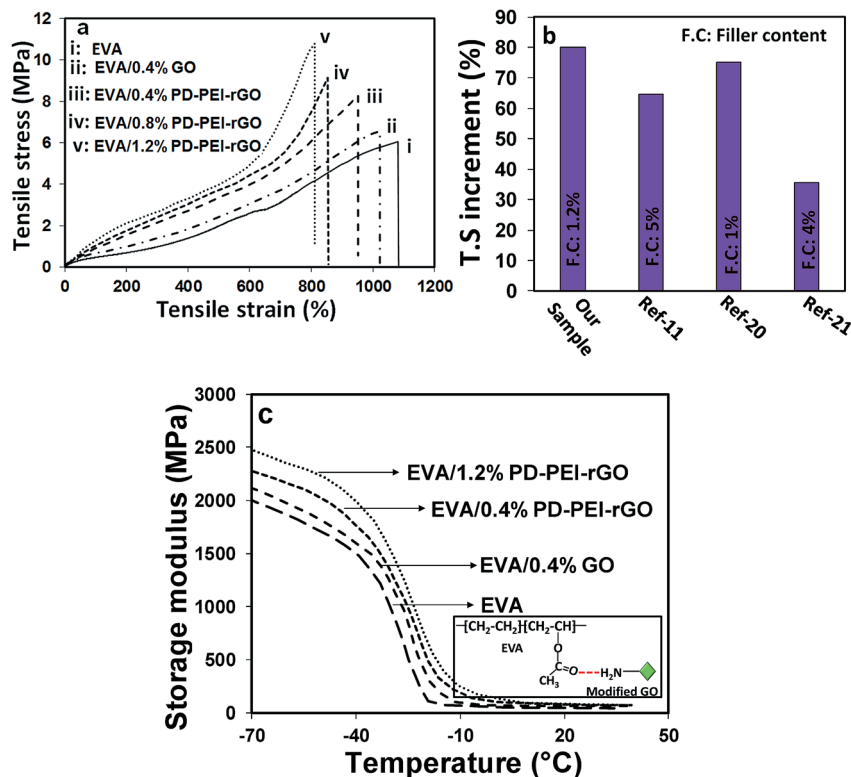 a
i: EVA
ii: EVA/0.4% GO
iii: EVA/0.4% PD-PEI-rGO
iv: EVA/0.8% PD-PEI-rGO
v: EVA/1.2% PD-PEI-rGO
v
iv
iii
ii
i
Tensile stress (MPa)
12
10
8
6
4
2
0
0 200 400 600 800 1000 1200
Tensile strain (%)
b
F.C: Filler content
T.S increment (%)
90
80
70
60
50
40
30
20
10
0
F.C: 1.2%
F.C: 5%
F.C: 1%
F.C: 4%
Our
Sample
Ref-11
Ref-20
Ref-21
c
Storage modulus (MPa)
3000
2500
2000
1500
1000
500
0
EVA/1.2% PD-PEI-rGO
EVA/0.4% PD-PEI-rGO
EVA/0.4% GO
EVA
-[CH₂-CH₂][CH₂-CH]-
EVA
O
C=O---H₂N
CH₃
Modified GO
-70 -40 -10 20 50
Temperature (°C)